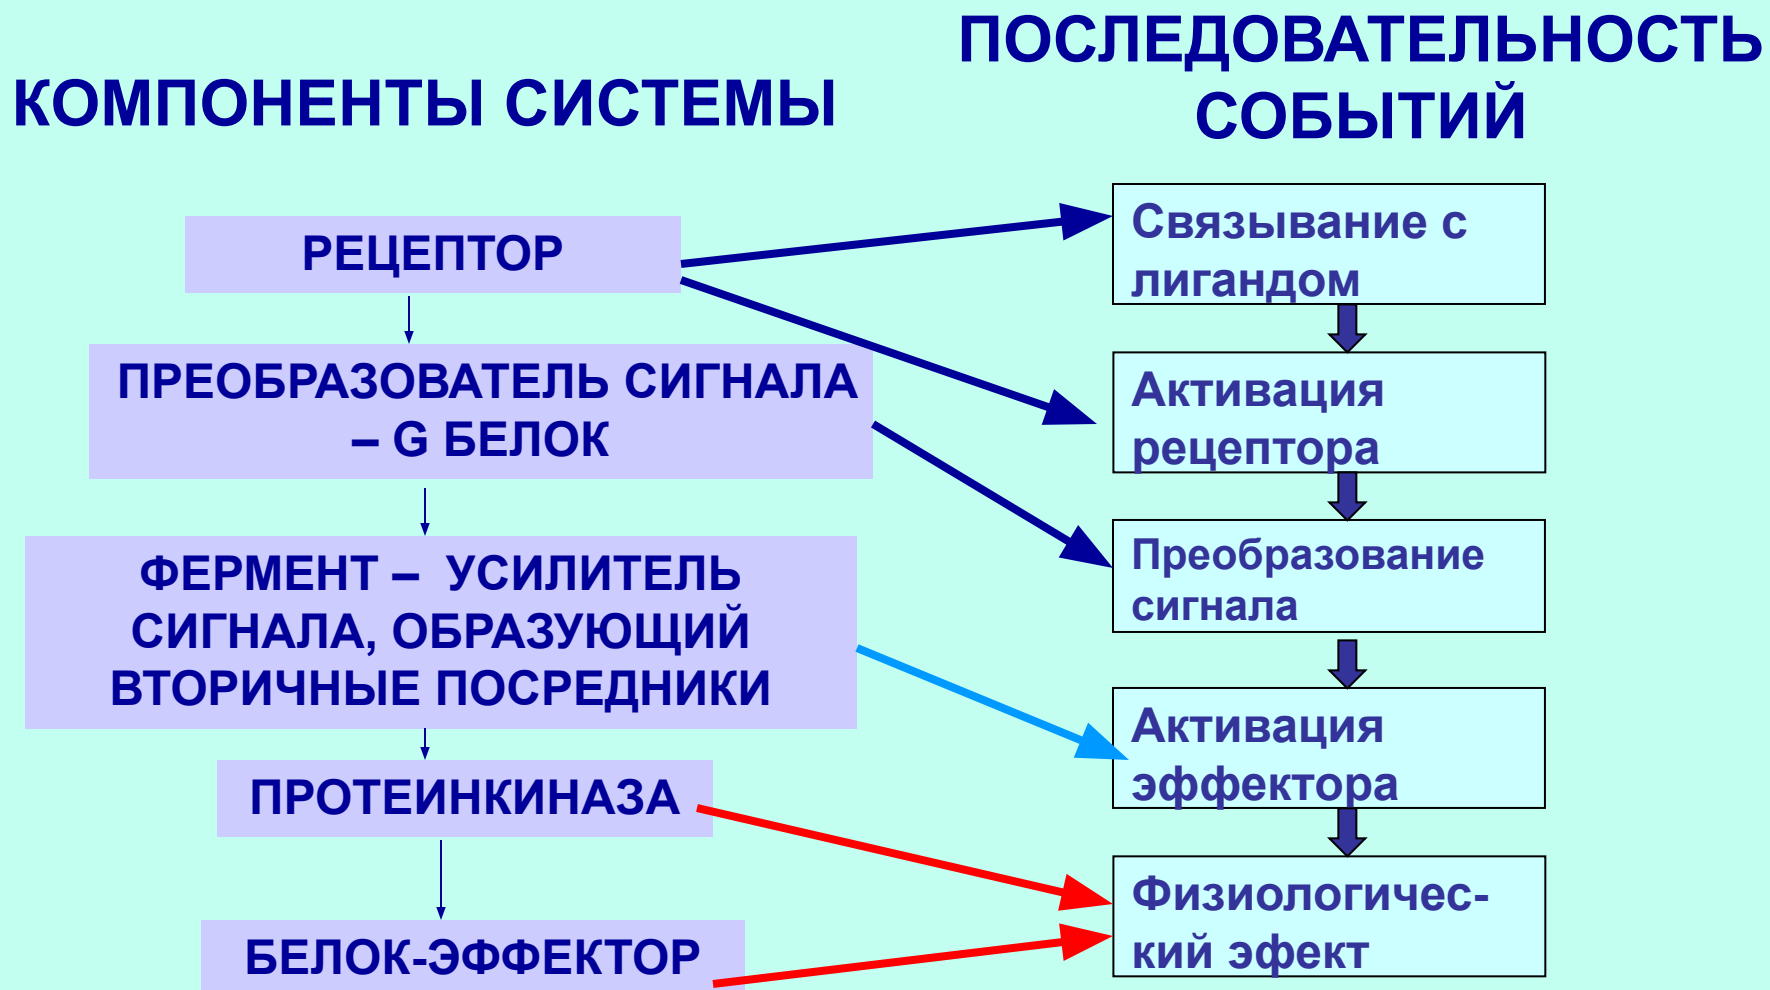 КОМПОНЕНТЫ СИСТЕМЫ
РЕЦЕПТОР
ПРЕОБРАЗОВАТЕЛЬ СИГНАЛА
– G БЕЛОК
ФЕРМЕНТ – УСИЛИТЕЛЬ
СИГНАЛА, ОБРАЗУЮЩИЙ
ВТОРИЧНЫЕ ПОСРЕДНИКИ
ПРОТЕИНКИНАЗА
БЕЛОК-ЭФФЕКТОР
ПОСЛЕДОВАТЕЛЬНОСТЬ
СОБЫТИЙ
Связывание с
лигандом
Активация
рецептора
Преобразование
сигнала
Активация
эффектора
Физиологичес-
кий эфект